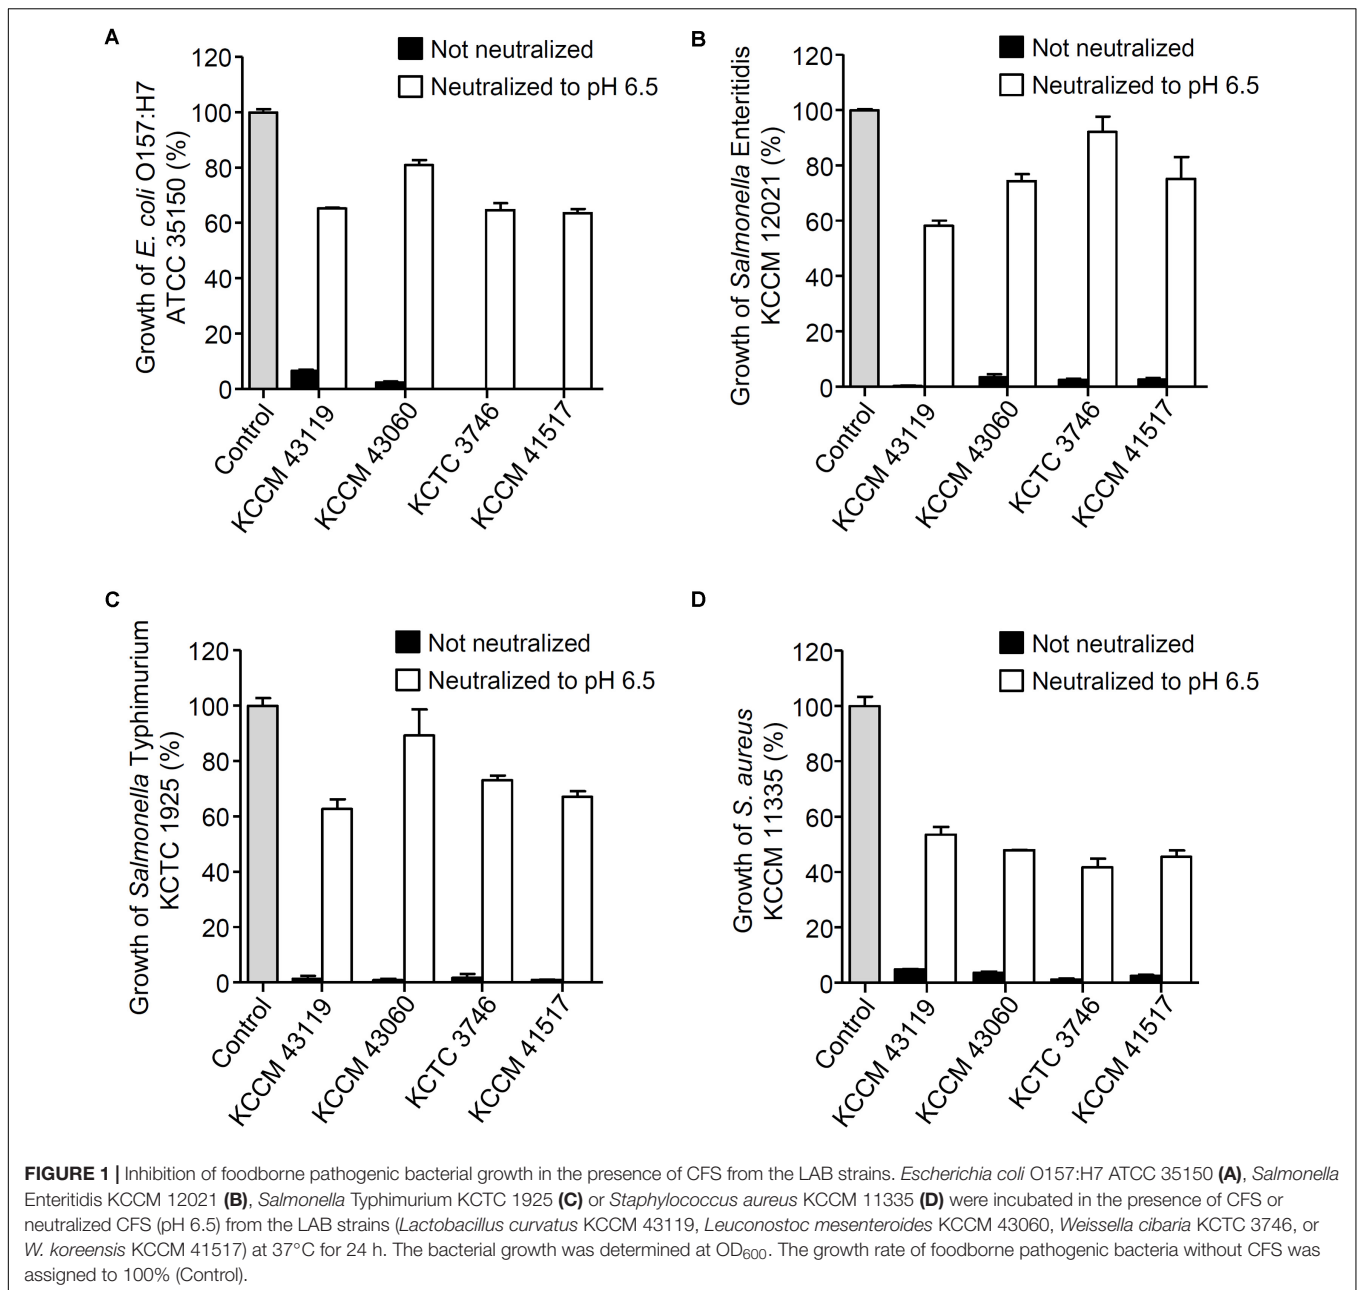 A
Not neutralized
Neutralized to pH 6.5
Growth of E. coli O157:H7
ATCC 35150 (%)
120
100
80
60
40
20
0
Control
KCCM 43119
KCCM 43060
KCTC 3746
KCCM 41517
B
Not neutralized
Neutralized to pH 6.5
Growth of Salmonella Enteritidis
KCCM 12021 (%)
120
100
80
60
40
20
0
Control
KCCM 43119
KCCM 43060
KCTC 3746
KCCM 41517
C
Not neutralized
Neutralized to pH 6.5
Growth of Salmonella Typhimurium
KCTC 1925 (%)
120
100
80
60
40
20
0
Control
KCCM 43119
KCCM 43060
KCTC 3746
KCCM 41517
D
Not neutralized
Neutralized to pH 6.5
Growth of S. aureus
KCCM 11335 (%)
120
100
80
60
40
20
0
Control
KCCM 43119
KCCM 43060
KCTC 3746
KCCM 41517
FIGURE 1 | Inhibition of foodborne pathogenic bacterial growth in the presence of CFS from the LAB strains. Escherichia coli O157:H7 ATCC 35150 (A), Salmonella
Enteritidis KCCM 12021 (B), Salmonella Typhimurium KCTC 1925 (C) or Staphylococcus aureus KCCM 11335 (D) were incubated in the presence of CFS or
neutralized CFS (pH 6.5) from the LAB strains (Lactobacillus curvatus KCCM 43119, Leuconostoc mesenteroides KCCM 43060, Weissella cibaria KCTC 3746, or
W. koreensis KCCM 41517) at 37°C for 24 h. The bacterial growth was determined at OD600. The growth rate of foodborne pathogenic bacteria without CFS was
assigned to 100% (Control).